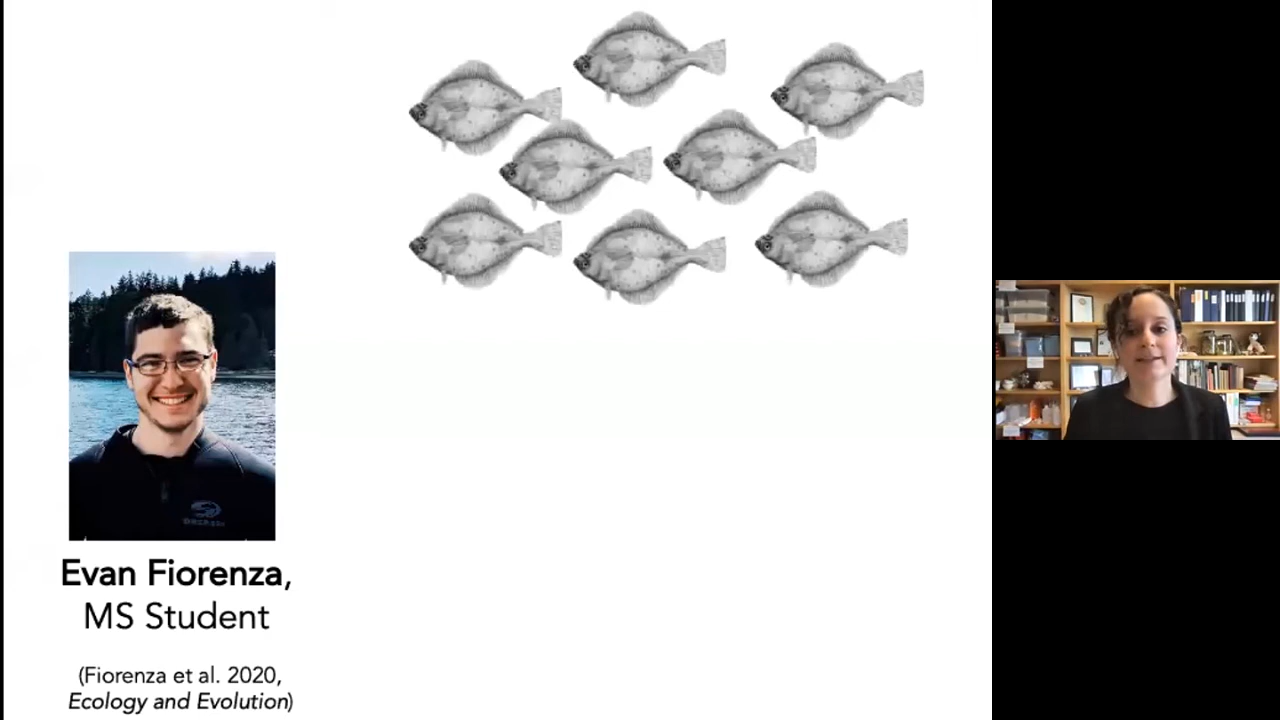 Evan Fiorenza,
MS Student
(Fiorenza et al. 2020,
Ecology and Evolution)